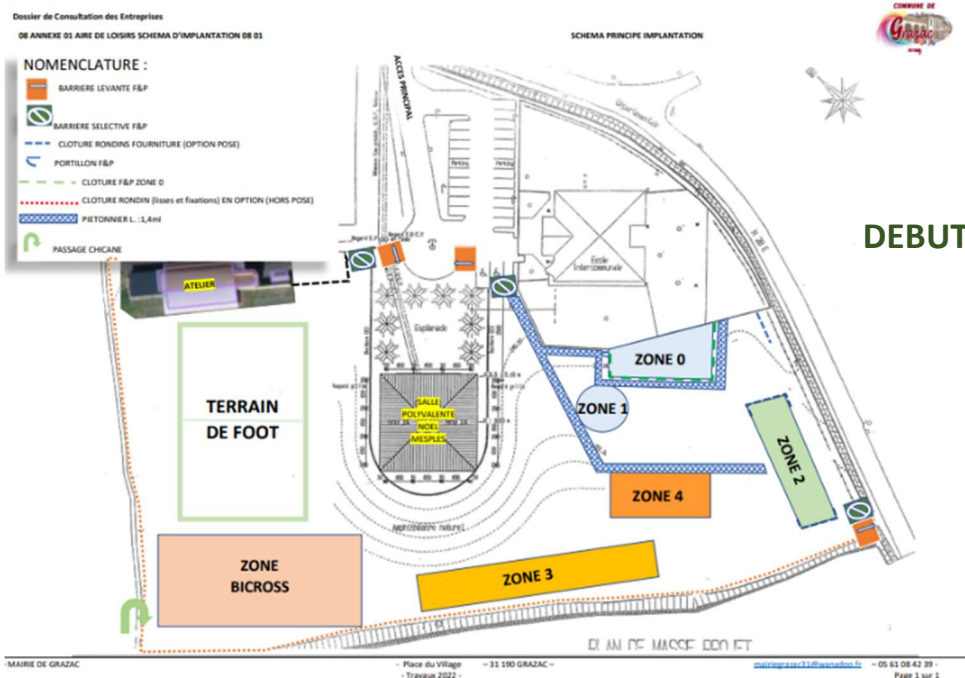 Dossier de Consultation des Entreprises
08 ANNEXE 01 AIRE DE LOISIRS SCHEMA D'IMPLANTATION 08 01
SCHEMA PRINCIPE IMPLANTATION
COMMUNE DE
Grazac
NOMENCLATURE :
BARRIERE LEVANTE F&P
BARRIERE SELECTIVE F&P
CLOTURE RONDINS FOURNITURE (OPTION POSE)
PORTILLON F&P
CLOTURE F&P ZONE 0
CLOTURE RONDIN (lisses et fixations) EN OPTION (HORS POSE)
PIETONNIER L. :1,4ml
PASSAGE CHICANE
ACCES PRINCIPAL
Parking
Parking
Ecole
Intercommunale
DEBUT
ATELIER
Esplanade
ZONE 0
ZONE 1
TERRAIN
DE FOOT
SALLE
POLYVALENTE
NOEL
MESPLES
ZONE 2
ZONE 4
Amphithéatre naturel
ZONE
BICROSS
ZONE 3
PLAN DE MASSE PROJET
MAIRIE DE GRAZAC
- Place du Village
– 31 190 GRAZAC –
mairiegrazac31@wanadoo.fr
– 05 61 08 42 39 -
- Travaux 2022 -
Page 1 sur 1